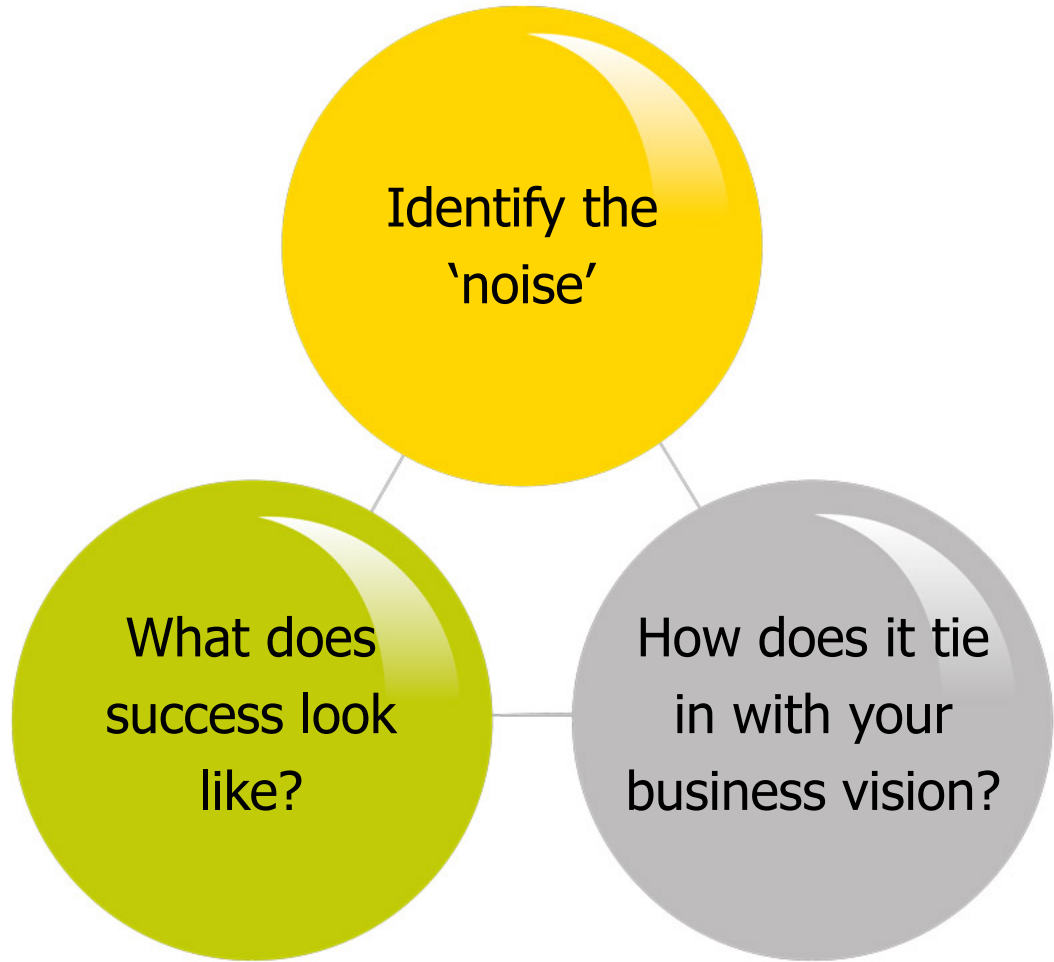 Identify the
‘noise’
What does
success look
like?
How does it tie
in with your
business vision?